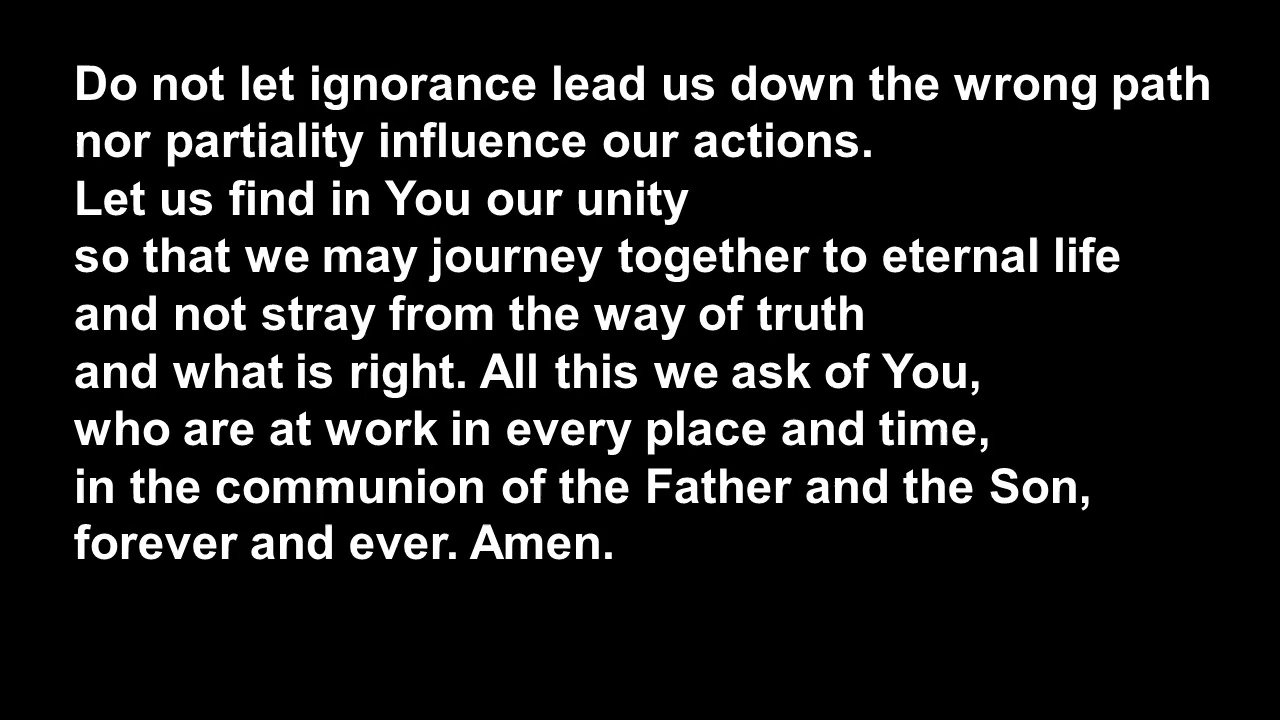 Do not let ignorance lead us down the wrong path
nor partiality influence our actions.
Let us find in You our unity
so that we may journey together to eternal life
and not stray from the way of truth
and what is right. All this we ask of You,
who are at work in every place and time,
in the communion of the Father and the Son,
forever and ever. Amen.